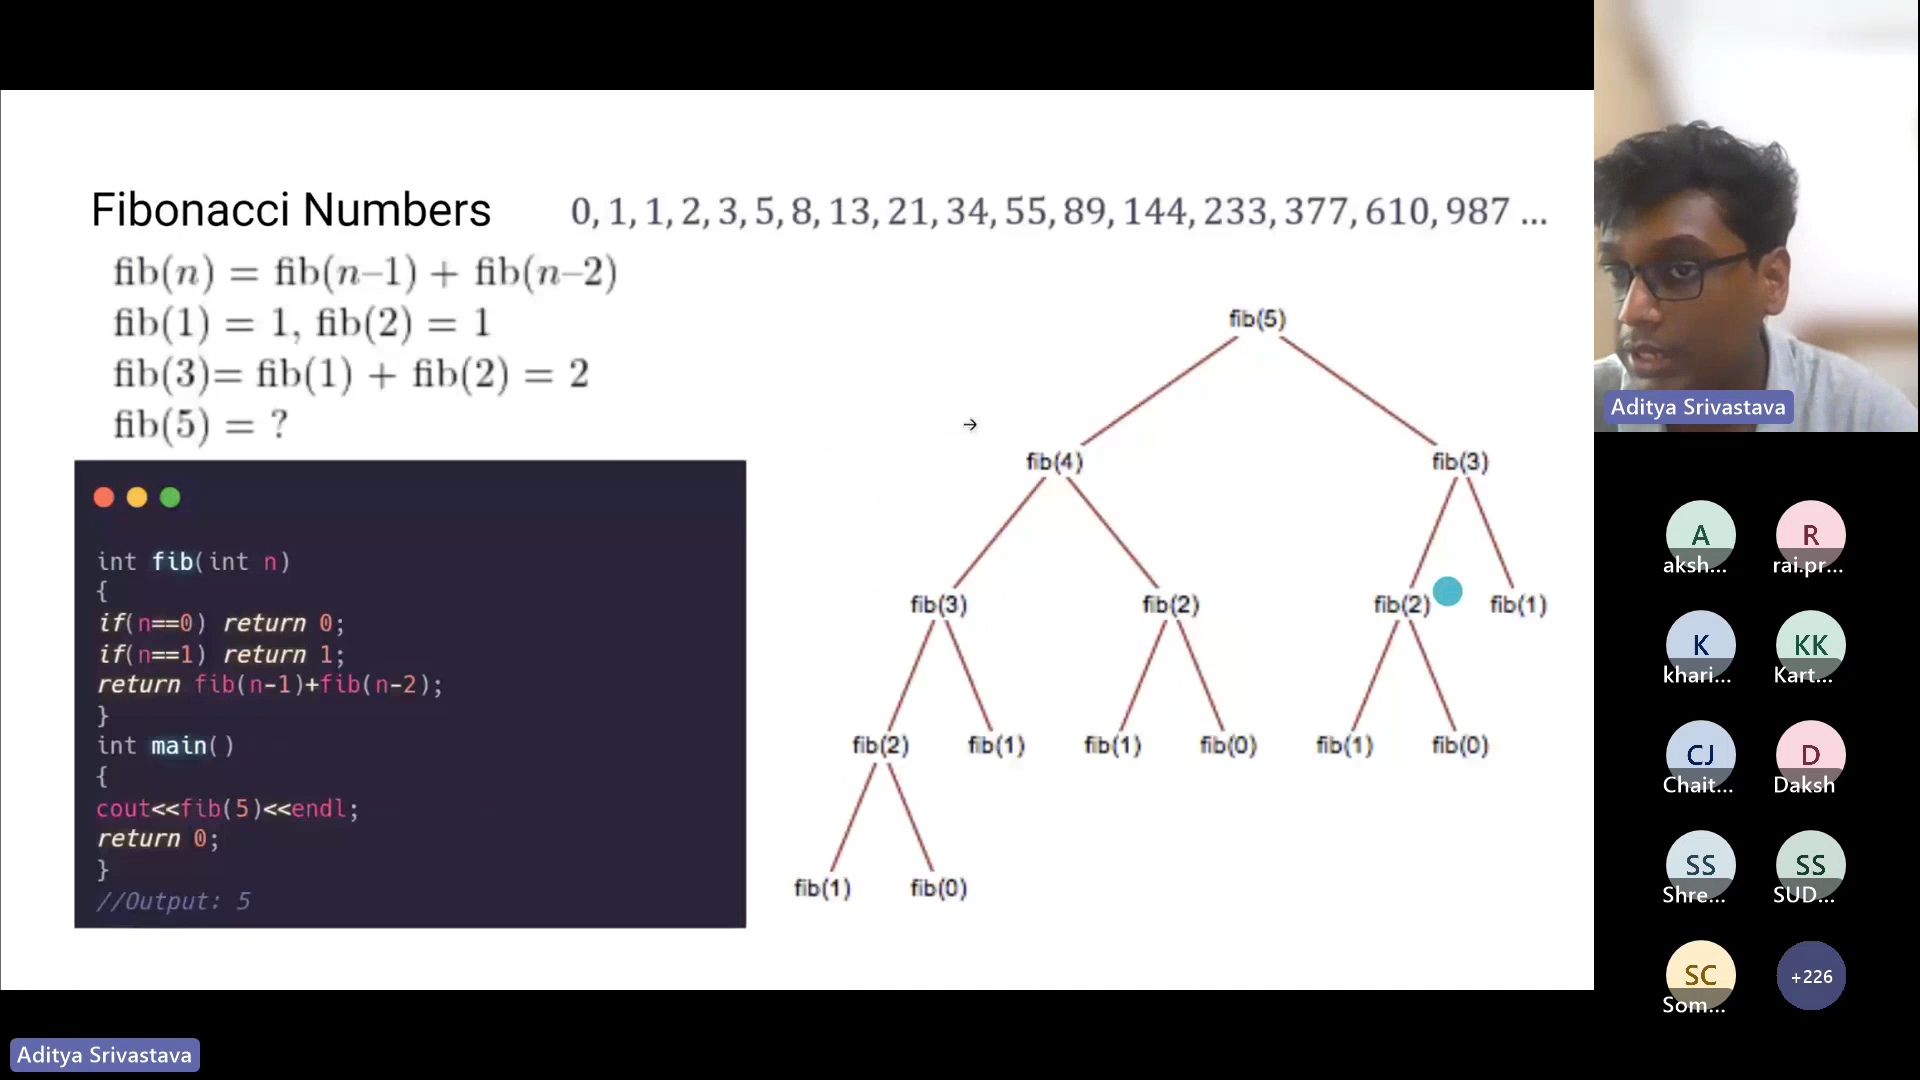 Fibonacci Numbers
0, 1, 1, 2, 3, 5, 8, 13, 21, 34, 55, 89, 144, 233, 377, 610, 987 ...
fib(n) = fib(n–1) + fib(n–2)
fib(1) = 1, fib(2) = 1
fib(3)= fib(1) + fib(2) = 2
fib(5) = ?
int fib(int n)
{
if(n==0) return 0;
if(n==1) return 1;
return fib(n-1)+fib(n-2);
}
int main()
{
cout<<fib(5)<<endl;
return 0;
}
//Output: 5
fib(5)
fib(4) fib(3)
fib(3) fib(2) fib(2) fib(1)
fib(2) fib(1) fib(1) fib(0) fib(1) fib(0)
fib(1) fib(0)
Aditya Srivastava
A R
aksh... rai.pr...
K KK
khari... Kart...
CJ D
Chait... Daksh
SS SS
Shre... SUD...
SC +226
Som...
Aditya Srivastava